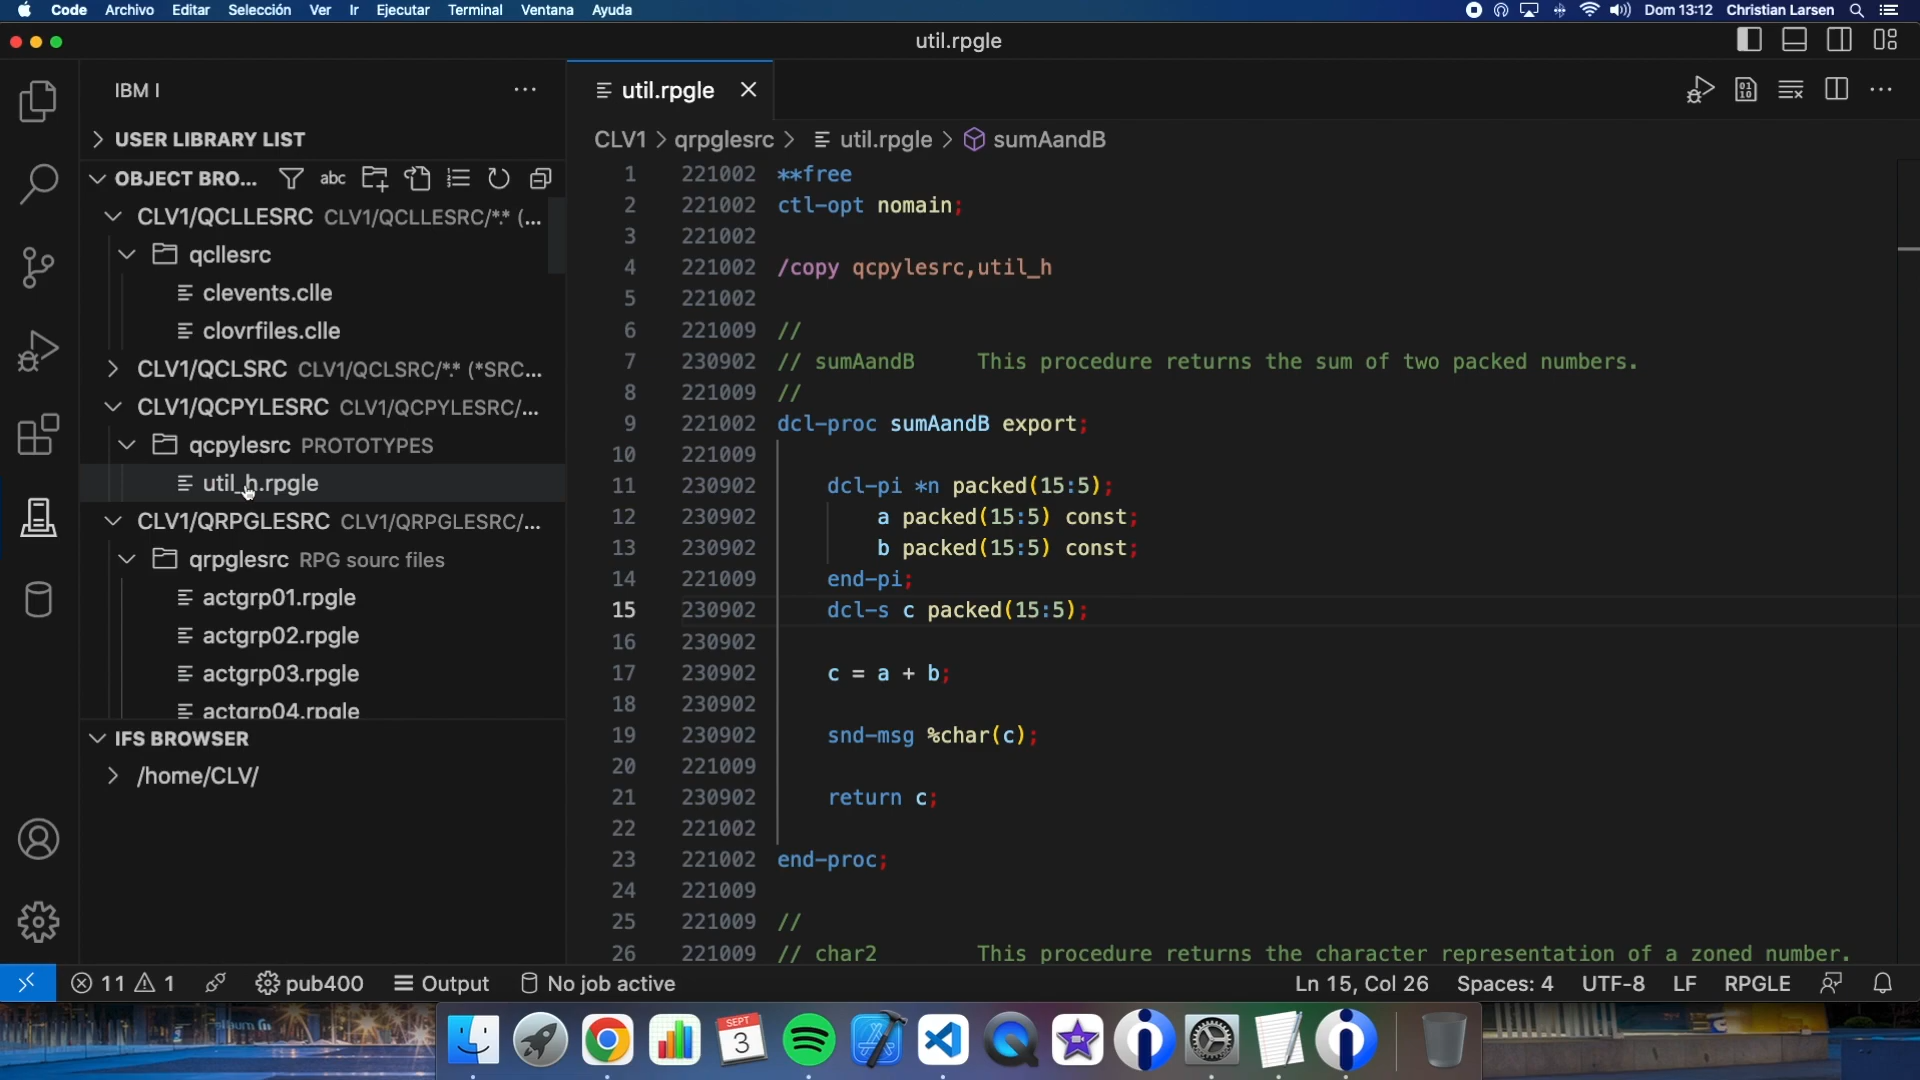 Code Archivo Editar Selección Ver Ir Ejecutar Terminal Ventana Ayuda Dom 13:12 Christian Larsen
util.rpgle
IBM I
USER LIBRARY LIST
OBJECT BRO... abc
CLV1/QCLLESRC CLV1/QCLLESRC/*.* (...
qcllesrc
clevents.clle
clovrfiles.clle
CLV1/QCLSRC CLV1/QCLSRC/*.* (*SRC...
CLV1/QCPYLESRC CLV1/QCPYLESRC/...
qcpylesrc PROTOTYPES
util_h.rpgle
CLV1/QRPGLESRC CLV1/QRPGLESRC/...
qrpglesrc RPG sourc files
actgrp01.rpgle
actgrp02.rpgle
actgrp03.rpgle
actgrp04.rpgle
IFS BROWSER
/home/CLV/
util.rpgle
CLV1 > qrpglesrc > util.rpgle > sumAandB
1 221002 **free
2 221002 ctl-opt nomain;
3 221002
4 221002 /copy qcpylesrc,util_h
5 221002
6 221009 //
7 230902 // sumAandB This procedure returns the sum of two packed numbers.
8 221009 //
9 221002 dcl-proc sumAandB export;
10 221009
11 230902 dcl-pi *n packed(15:5);
12 230902 a packed(15:5) const;
13 230902 b packed(15:5) const;
14 221009 end-pi;
15 230902 dcl-s c packed(15:5);
16 230902
17 230902 c = a + b;
18 230902
19 230902 snd-msg %char(c);
20 221009
21 230902 return c;
22 221002
23 221002 end-proc;
24 221009
25 221009 //
26 221009 // char2 This procedure returns the character representation of a zoned number.
11 1 pub400 Output No job active Ln 15, Col 26 Spaces: 4 UTF-8 LF RPGLE
SEPT
3